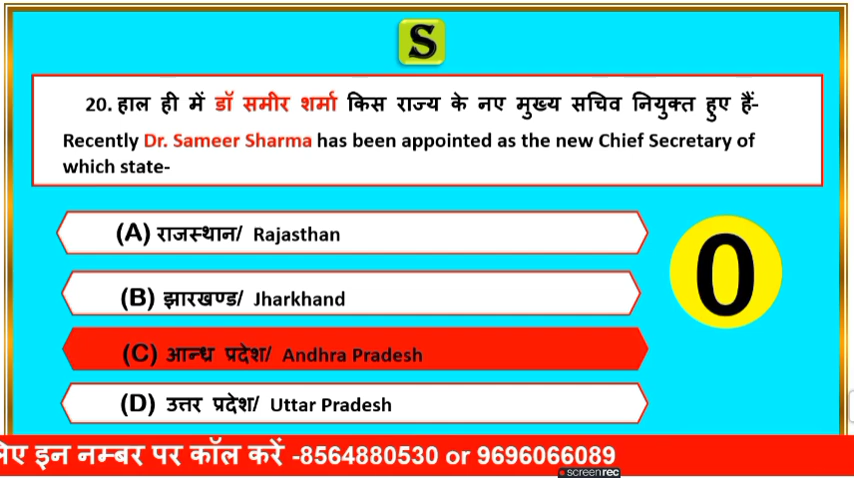 S
20. हाल ही में डॉ समीर शर्मा किस राज्य के नए मुख्य सचिव नियुक्त हुए हैं-
Recently Dr. Sameer Sharma has been appointed as the new Chief Secretary of
which state-
(A) राजस्थान/ Rajasthan
(B) झारखण्ड/ Jharkhand
(C) आन्ध्र प्रदेश/ Andhra Pradesh
(D) उत्तर प्रदेश/ Uttar Pradesh
0
इन नम्बर पर कॉल करें -8564880530 or 9696066089
screenrec